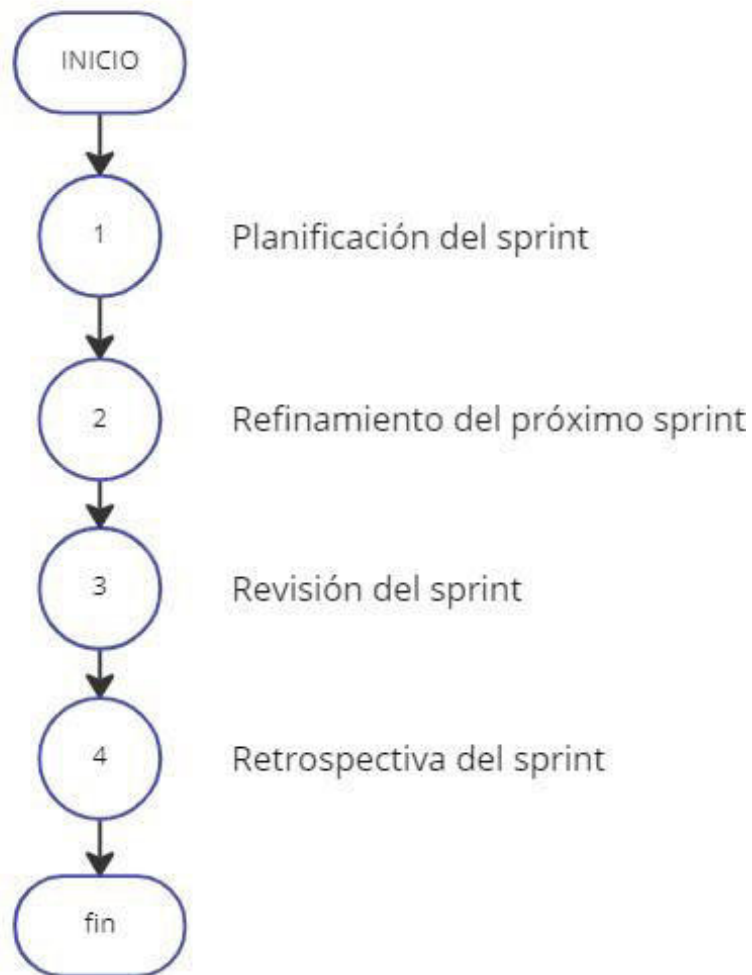 INICIO
1
Planificación del sprint
2
Refinamiento del próximo sprint
3
Revisión del sprint
4
Retrospectiva del sprint
fin